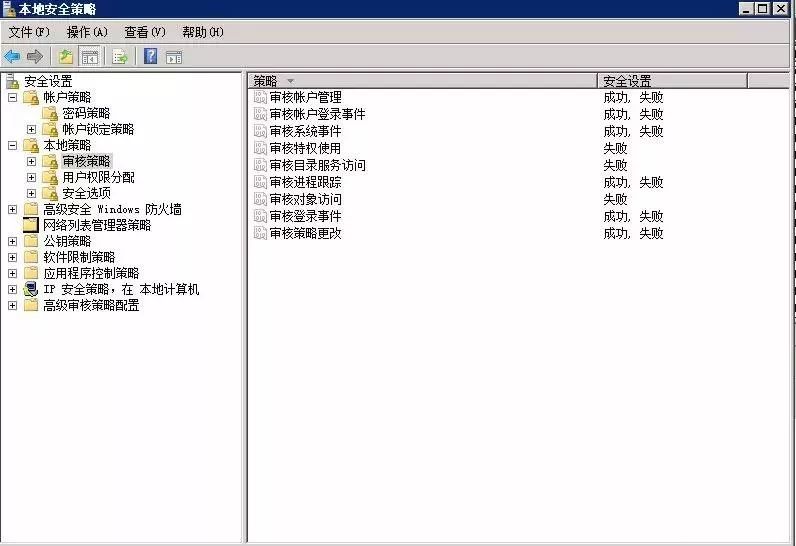 本地安全策略
文件(F) 操作(A) 查看(V) 帮助(H)
安全设置
帐户策略
密码策略
帐户锁定策略
本地策略
审核策略
用户权限分配
安全选项
高级安全 Windows 防火墙
网络列表管理器策略
公钥策略
软件限制策略
应用程序控制策略
IP 安全策略，在 本地计算机
高级审核策略配置
策略 安全设置
审核帐户管理 成功, 失败
审核帐户登录事件 成功, 失败
审核系统事件 成功, 失败
审核特权使用 失败
审核目录服务访问 失败
审核进程跟踪 成功, 失败
审核对象访问 失败
审核登录事件 成功, 失败
审核策略更改 成功, 失败